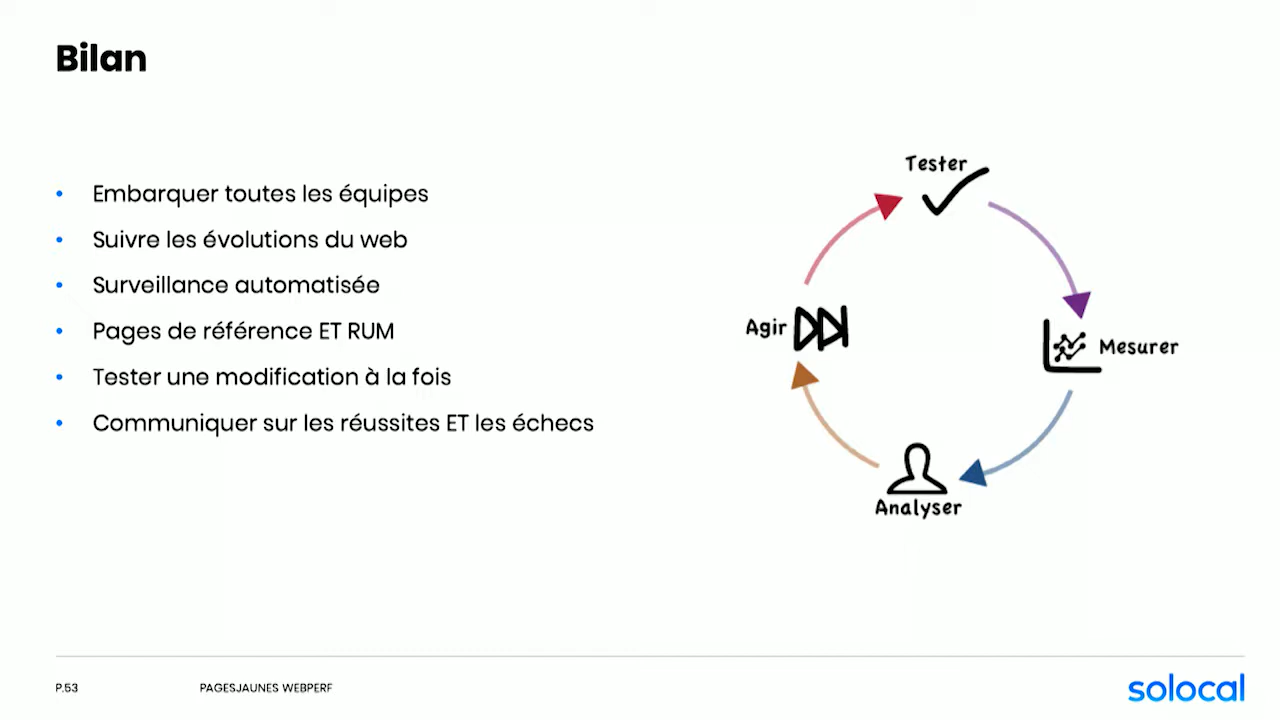 Bilan
Embarquer toutes les équipes
Suivre les évolutions du web
Surveillance automatisée
Pages de référence ET RUM
Tester une modification à la fois
Communiquer sur les réussites ET les échecs
Tester
Mesurer
Analyser
Agir
P.53
PAGESJAUNES WEBPERF
solocal